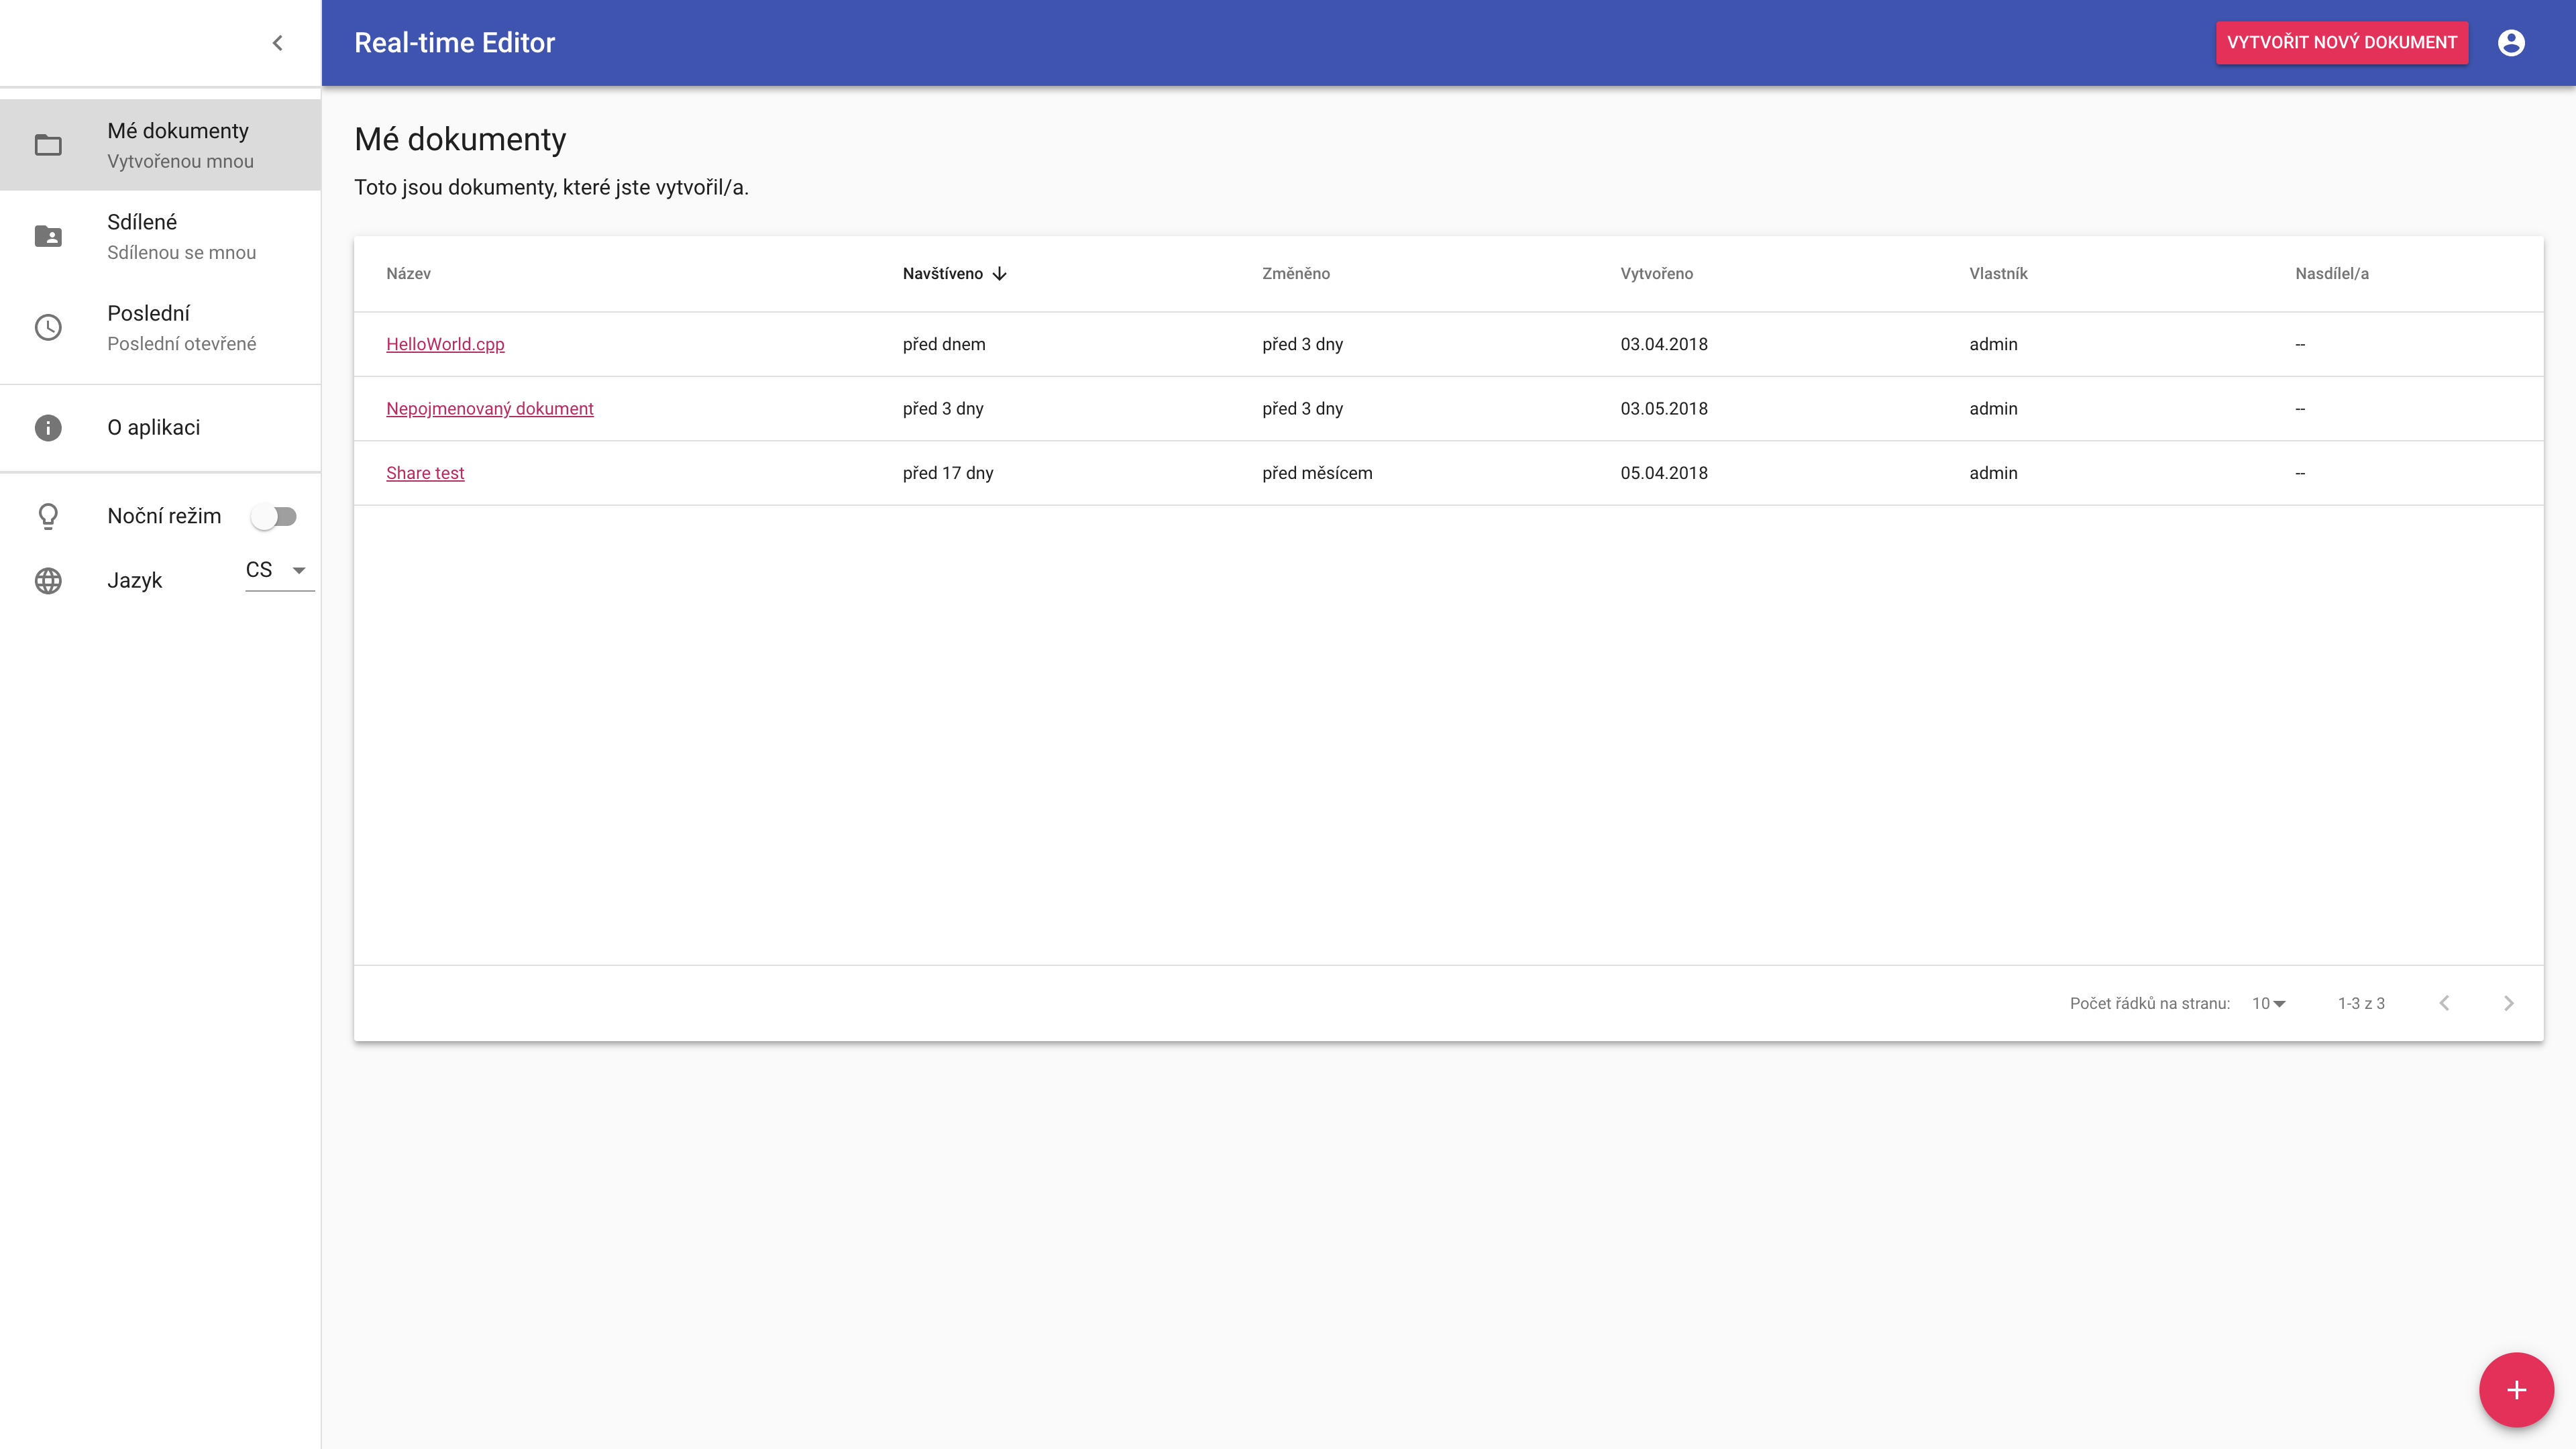 Real-time Editor
VYTVOŘIT NOVÝ DOKUMENT
Mé dokumenty
Vytvořenou mnou
Sdílené
Sdílenou se mnou
Poslední
Poslední otevřené
O aplikaci
Noční režim
Jazyk CS
Mé dokumenty
Toto jsou dokumenty, které jste vytvořil/a.
Název Navštíveno Změněno Vytvořeno Vlastník Nasdílel/a
HelloWorld.cpp před dnem před 3 dny 03.04.2018 admin --
Nepojmenovaný dokument před 3 dny před 3 dny 03.05.2018 admin --
Share test před 17 dny před měsícem 05.04.2018 admin --
Počet řádků na stranu: 10 1-3 z 3